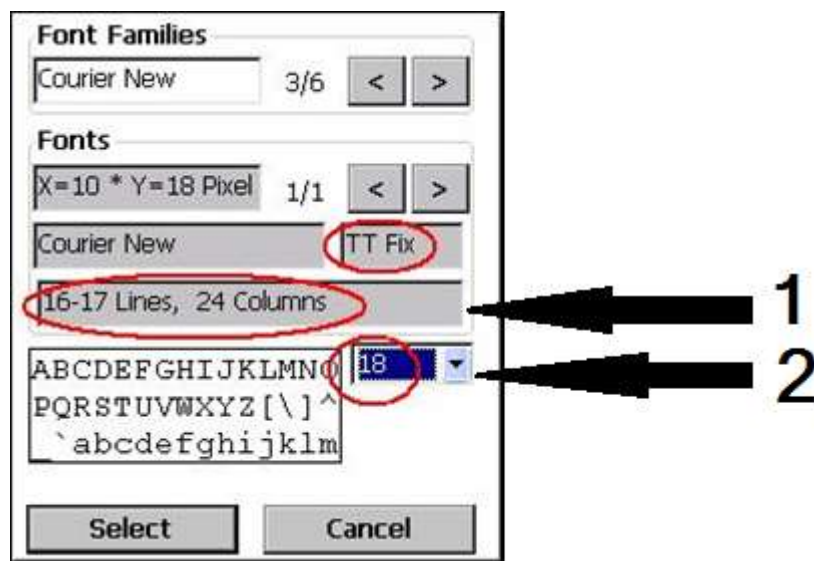 Font Families
Courier New 3/6 < >
Fonts
X=10 * Y=18 Pixel 1/1 < >
Courier New TT Fix
16-17 Lines, 24 Columns 1
ABCDEFGHIJKLMNO 18 2
PQRSTUVWXYZ[\]^
_`abcdefghijklm
Select Cancel